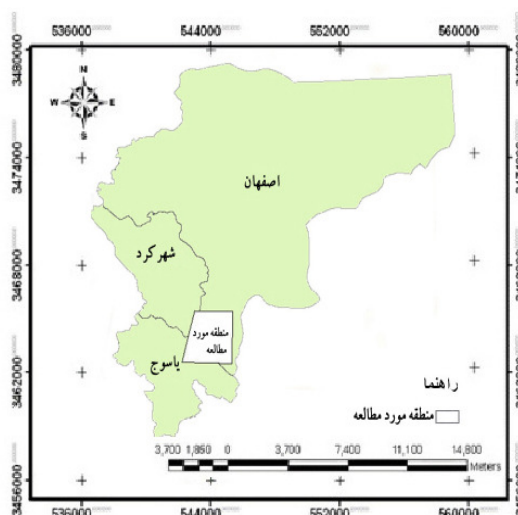 536000 544000 552000 560000
3480000
N
W E
S
3474000 3474000
اصفهان
شهرکرد
3468000
منطقه مورد
مطالعه
یاسوج
3462000
راهنما
منطقه مورد مطالعه
3,700 1,850 0 3,700 7,400 11,100 14,800
Meters
3456000
536000 544000 552000 560000